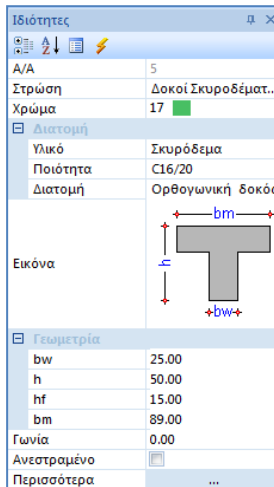 Ιδιότητες
Α/Α 5
Στρώση Δοκοί Σκυροδέματ...
Χρώμα 17
Διατομή
Υλικό Σκυρόδεμα
Ποιότητα C16/20
Διατομή Ορθογωνική δοκός
Εικόνα
bm
h
bw
Γεωμετρία
bw 25.00
h 50.00
hf 15.00
bm 89.00
Γωνία 0.00
Ανεστραμένο
Περισσότερα ...